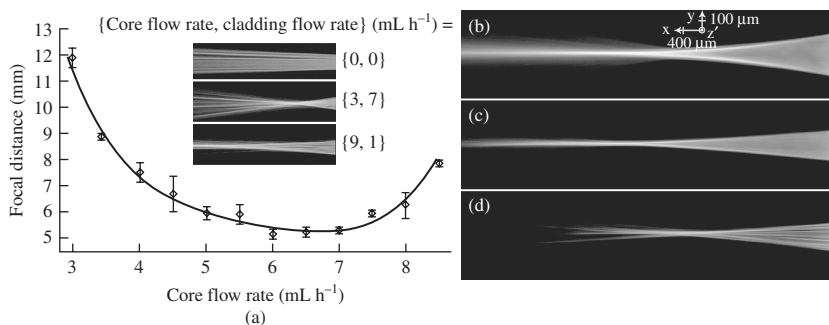 {Core flow rate, cladding flow rate} (mL h⁻¹) =
13
12
11
10
9
8
7
6
5
Focal distance (mm)
{0, 0}
{3, 7}
{9, 1}
3 4 5 6 7 8
Core flow rate (mL h⁻¹)
(a)
(b)
y
100 μm
x
z′
400 μm
(c)
(d)